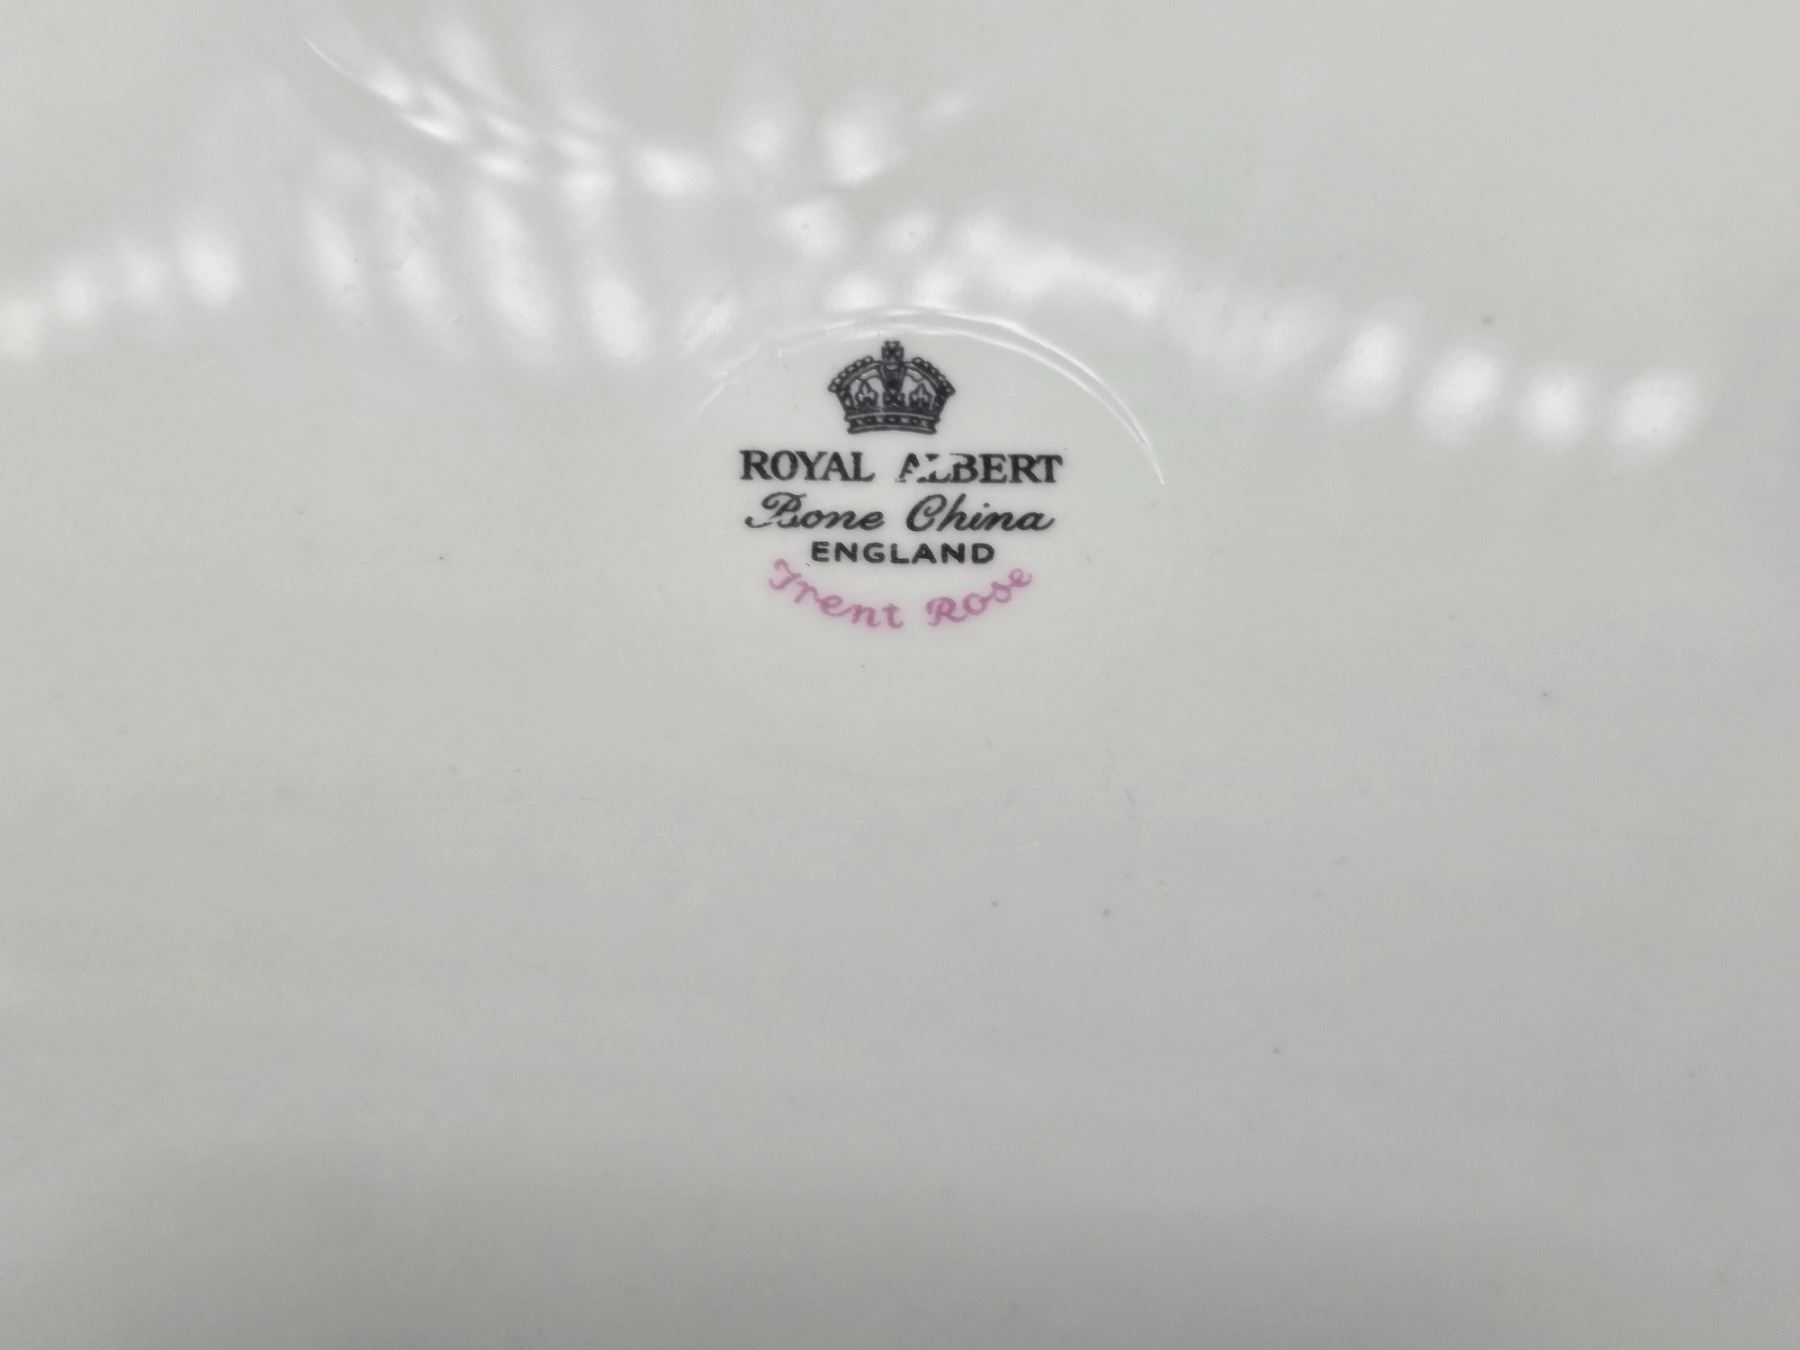 ROYAL ALBERT
Bone China
ENGLAND
Trent Rose